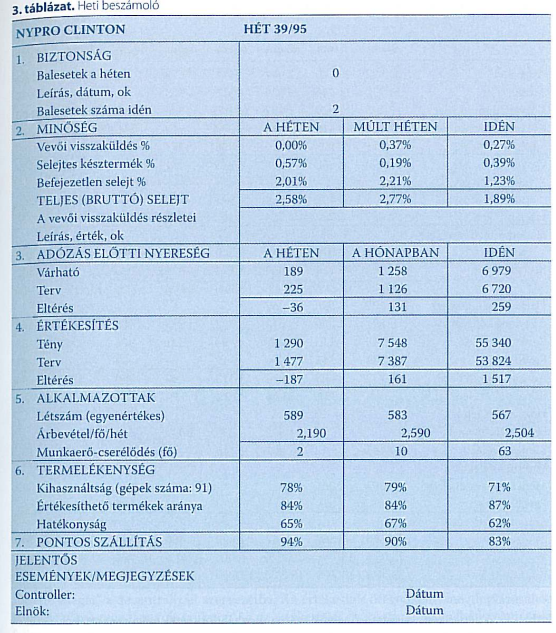 3. táblázat. Heti beszámoló
NYPRO CLINTON HÉT 39/95
1. BIZTONSÁG
Balesetek a héten 0
Leírás, dátum, ok
Balesetek száma idén 2
2. MINŐSÉG A HÉTEN MÚLT HÉTEN IDÉN
Vevői visszaküldés % 0,00% 0,37% 0,27%
Selejtes késztermék % 0,57% 0,19% 0,39%
Befejezetlen selejt % 2,01% 2,21% 1,23%
TELJES (BRUTTÓ) SELEJT 2,58% 2,77% 1,89%
A vevői visszaküldés részletei
Leírás, érték, ok
3. ADÓZÁS ELŐTTI NYERESÉG A HÉTEN A HÓNAPBAN IDÉN
Várható 189 1 258 6 979
Terv 225 1 126 6 720
Eltérés –36 131 259
4. ÉRTÉKESÍTÉS
Tény 1 290 7 548 55 340
Terv 1 477 7 387 53 824
Eltérés –187 161 1 517
5. ALKALMAZOTTAK
Létszám (egyenértékes) 589 583 567
Árbevétel/fő/hét 2,190 2,590 2,504
Munkaerő-cserélődés (fő) 2 10 63
6. TERMELÉKENYSÉG
Kihasználtság (gépek száma: 91) 78% 79% 71%
Értékesíthető termékek aránya 84% 84% 87%
Hatékonyság 65% 67% 62%
7. PONTOS SZÁLLÍTÁS 94% 90% 83%
JELENTŐS
ESEMÉNYEK/MEGJEGYZÉSEK
Controller: Dátum
Elnök: Dátum